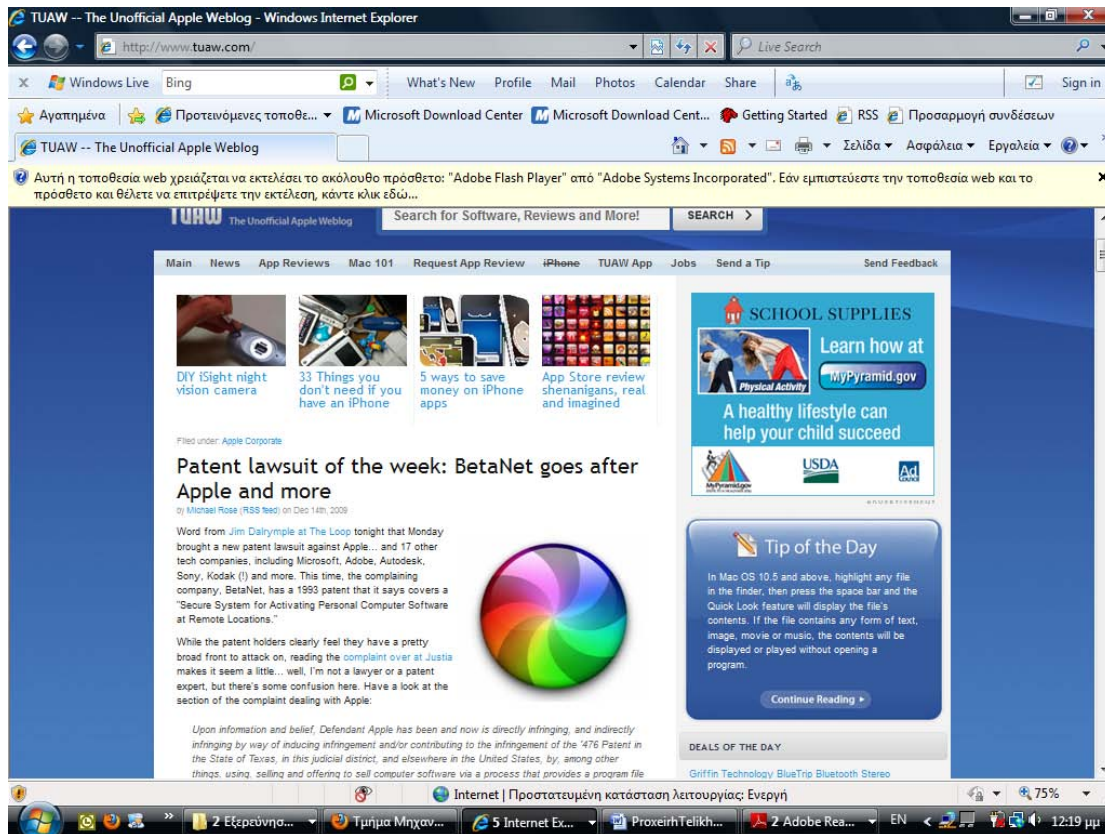 TUAW -- The Unofficial Apple Weblog - Windows Internet Explorer
http://www.tuaw.com/
Live Search
Windows Live
Bing
What's New Profile Mail Photos Calendar Share
Sign in
Αγαπημένα
Προτεινόμενες τοποθε...
Microsoft Download Center
Microsoft Download Cent...
Getting Started
RSS
Προσαρμογή συνδέσεων
TUAW -- The Unofficial Apple Weblog
Σελίδα Ασφάλεια Εργαλεία
Αυτή η τοποθεσία web χρειάζεται να εκτελέσει το ακόλουθο πρόσθετο: "Adobe Flash Player" από "Adobe Systems Incorporated". Εάν εμπιστεύεστε την τοποθεσία web και το
πρόσθετο και θέλετε να επιτρέψετε την εκτέλεση, κάντε κλικ εδώ...
TUAW The Unofficial Apple Weblog
Search for Software, Reviews and More!
SEARCH >
Main News App Reviews Mac 101 Request App Review iPhone TUAW App Jobs Send a Tip Send Feedback
DIY iSight night
vision camera
33 Things you
don't need if you
have an iPhone
5 ways to save
money on iPhone
apps
App Store review
shenanigans, real
and imagined
Filed under: Apple Corporate
Patent lawsuit of the week: BetaNet goes after
Apple and more
by Michael Rose (RSS feed) on Dec 14th, 2009
Word from Jim Dalrymple at The Loop tonight that Monday
brought a new patent lawsuit against Apple... and 17 other
tech companies, including Microsoft, Adobe, Autodesk,
Sony, Kodak (!) and more. This time, the complaining
company, BetaNet, has a 1993 patent that it says covers a
"Secure System for Activating Personal Computer Software
at Remote Locations."
While the patent holders clearly feel they have a pretty
broad front to attack on, reading the complaint over at Justia
makes it seem a little... well, I'm not a lawyer or a patent
expert, but there's some confusion here. Have a look at the
section of the complaint dealing with Apple:
Upon information and belief, Defendant Apple has been and now is directly infringing, and indirectly
infringing by way of inducing infringement and/or contributing to the infringement of the '476 Patent in
the State of Texas, in this judicial district, and elsewhere in the United States, by, among other
things, using, selling and offering to sell computer software via a process that provides a program file
SCHOOL SUPPLIES
Physical Activity
Learn how at
MyPyramid.gov
A healthy lifestyle can
help your child succeed
MyPyramid.gov
USDA
Ad
Council
ADVERTISEMENT
Tip of the Day
In Mac OS 10.5 and above, highlight any file
in the finder, then press the space bar and the
Quick Look feature will display the file's
contents. If the file contains any form of text,
image, movie or music, the contents will be
displayed or played without opening a
program.
Continue Reading
DEALS OF THE DAY
Griffin Technology BlueTrip Bluetooth Stereo
Internet | Προστατευμένη κατάσταση λειτουργίας: Ενεργή
75%
2 Εξερεύνησ...
Τμήμα Μηχαν...
5 Internet Ex...
ProxeirhTelikh...
2 Adobe Rea...
EN
12:19 μμ